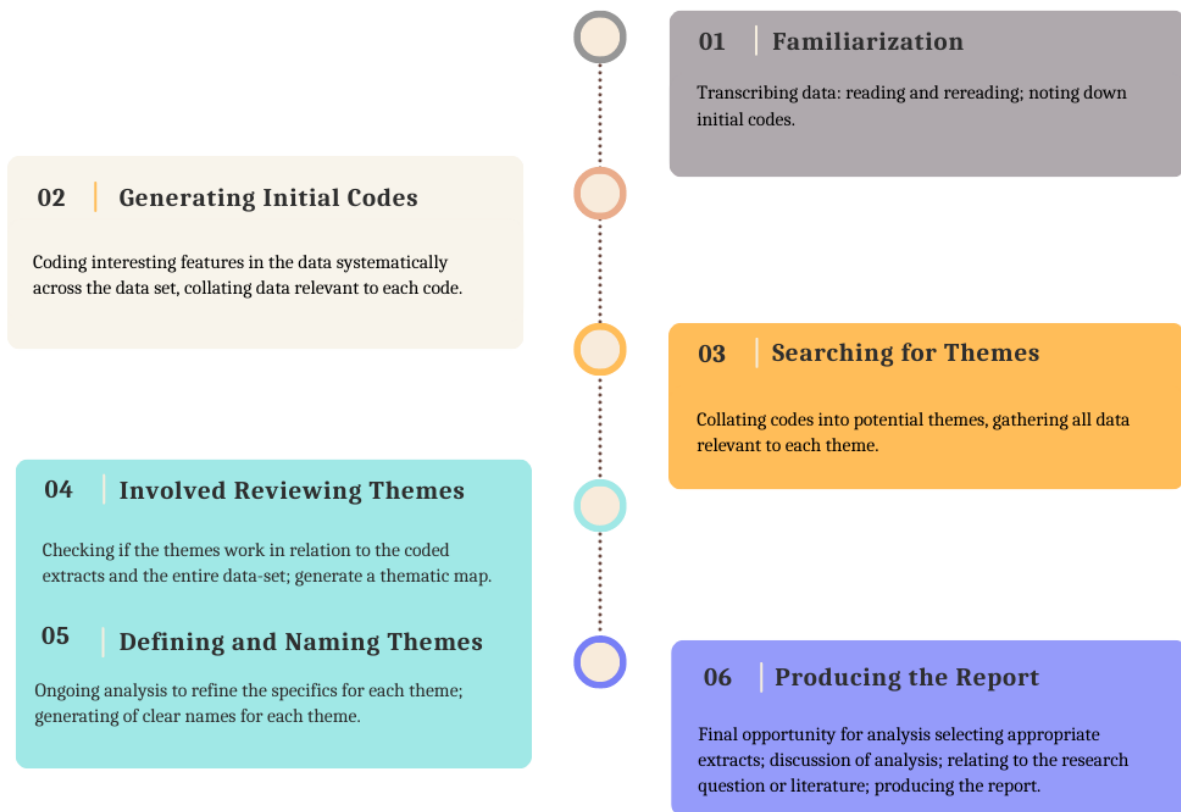 01 Familiarization
Transcribing data: reading and rereading; noting down
initial codes.
02 Generating Initial Codes
Coding interesting features in the data systematically
across the data set, collating data relevant to each code.
03 Searching for Themes
Collating codes into potential themes, gathering all data
relevant to each theme.
04 Involved Reviewing Themes
Checking if the themes work in relation to the coded
extracts and the entire data-set; generate a thematic map.
05 Defining and Naming Themes
Ongoing analysis to refine the specifics for each theme;
generating of clear names for each theme.
06 Producing the Report
Final opportunity for analysis selecting appropriate
extracts; discussion of analysis; relating to the research
question or literature; producing the report.